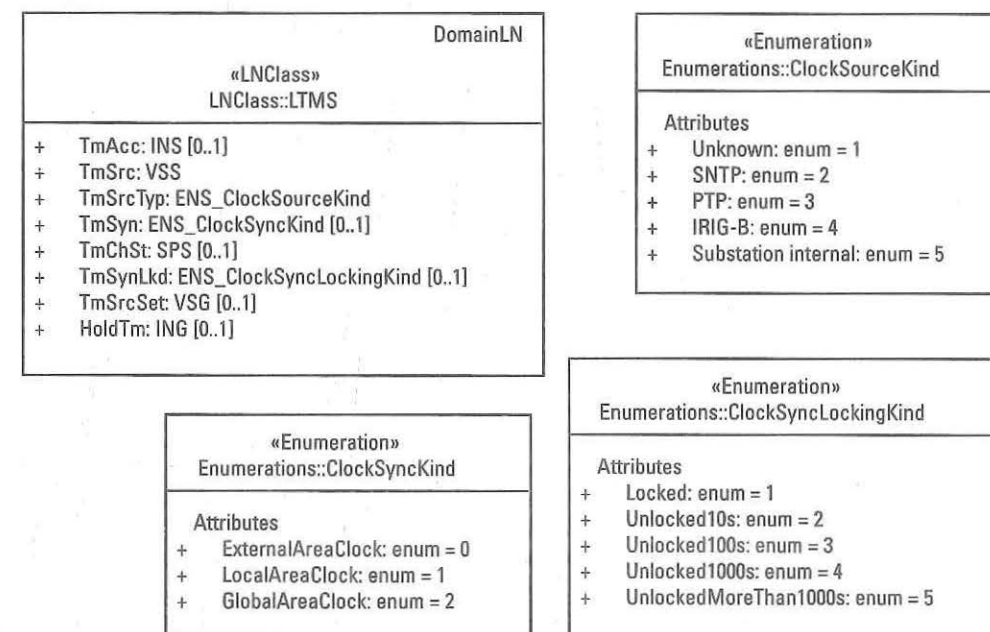 DomainLN
«LNClass»
LNClass::LTMS
+ TmAcc: INS [0..1]
+ TmSrc: VSS
+ TmSrcTyp: ENS_ClockSourceKind
+ TmSyn: ENS_ClockSyncKind [0..1]
+ TmChSt: SPS [0..1]
+ TmSynLkd: ENS_ClockSyncLockingKind [0..1]
+ TmSrcSet: VSG [0..1]
+ HoldTm: ING [0..1]
«Enumeration»
Enumerations::ClockSourceKind
Attributes
+ Unknown: enum = 1
+ SNTP: enum = 2
+ PTP: enum = 3
+ IRIG-B: enum = 4
+ Substation internal: enum = 5
«Enumeration»
Enumerations::ClockSyncKind
Attributes
+ ExternalAreaClock: enum = 0
+ LocalAreaClock: enum = 1
+ GlobalAreaClock: enum = 2
«Enumeration»
Enumerations::ClockSyncLockingKind
Attributes
+ Locked: enum = 1
+ Unlocked10s: enum = 2
+ Unlocked100s: enum = 3
+ Unlocked1000s: enum = 4
+ UnlockedMoreThan1000s: enum = 5